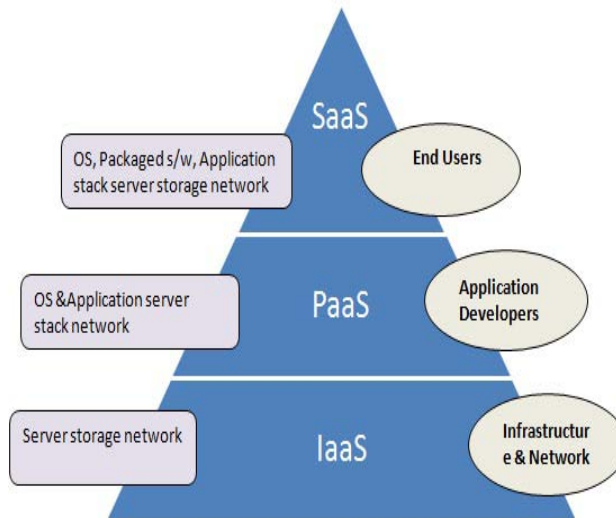 SaaS
OS, Packaged s/w, Application
stack server storage network
End Users
PaaS
OS &Application server
stack network
Application
Developers
IaaS
Server storage network
Infrastructur
e & Network